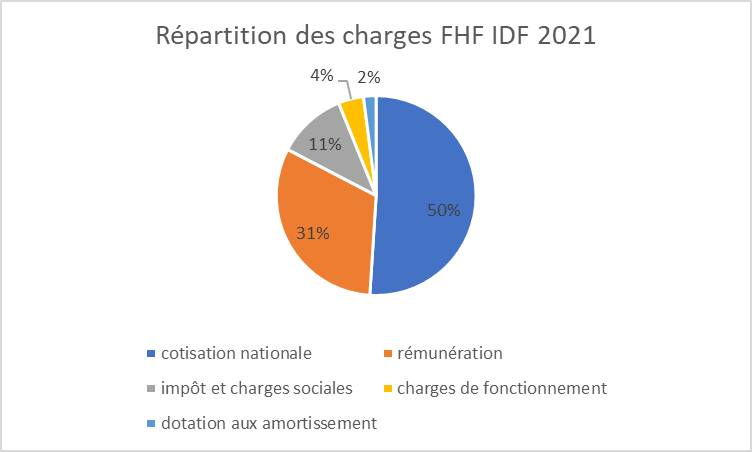 Répartition des charges FHF IDF 2021
4%
2%
11%
50%
31%
cotisation nationale
rémunération
impôt et charges sociales
charges de fonctionnement
dotation aux amortissement